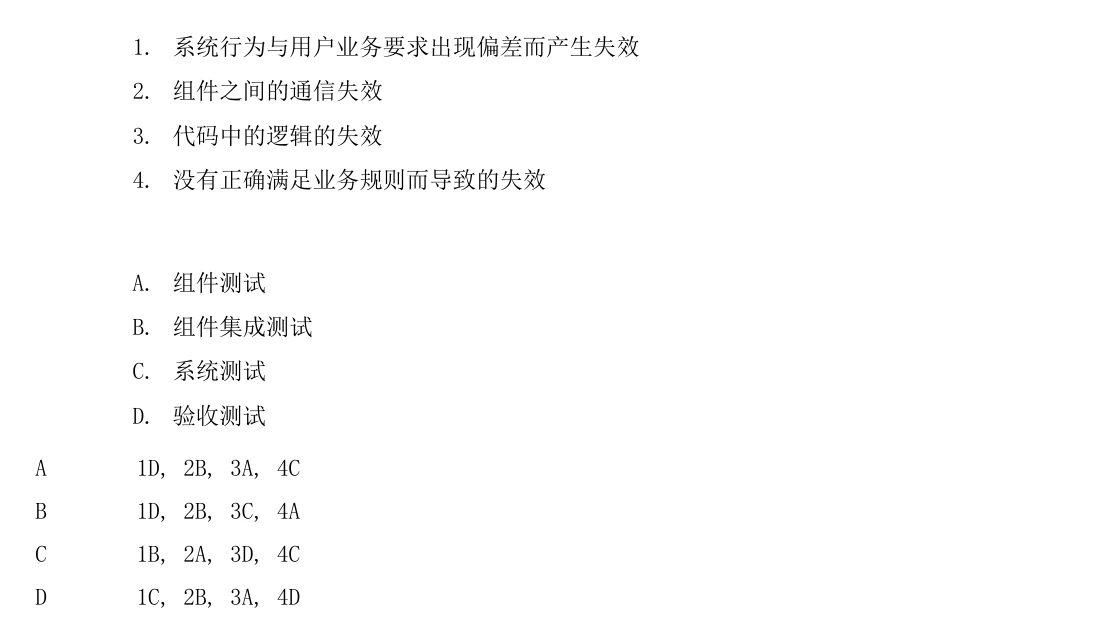 1. 系统行为与用户业务要求出现偏差而产生失效
2. 组件之间的通信失效
3. 代码中的逻辑的失效
4. 没有正确满足业务规则而导致的失效
A. 组件测试
B. 组件集成测试
C. 系统测试
D. 验收测试
A 1D, 2B, 3A, 4C
B 1D, 2B, 3C, 4A
C 1B, 2A, 3D, 4C
D 1C, 2B, 3A, 4D